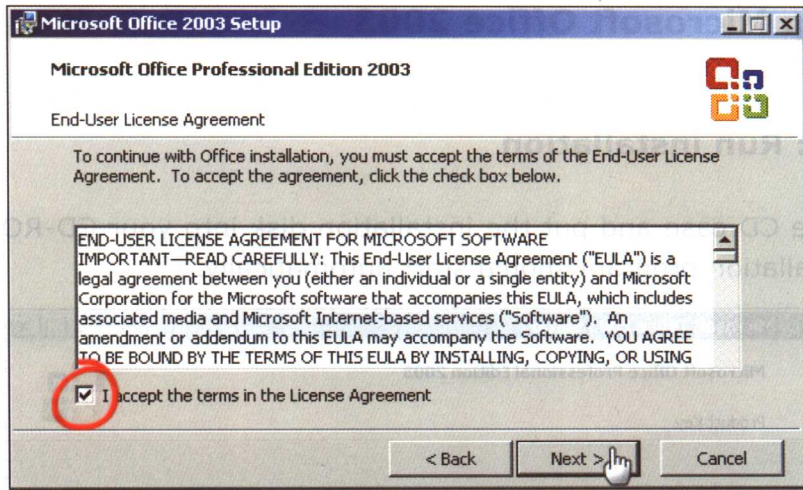 Microsoft Office 2003 Setup
Microsoft Office Professional Edition 2003
End-User License Agreement
To continue with Office installation, you must accept the terms of the End-User License
Agreement. To accept the agreement, click the check box below.
END-USER LICENSE AGREEMENT FOR MICROSOFT SOFTWARE
IMPORTANT—READ CAREFULLY: This End-User License Agreement ("EULA") is a
legal agreement between you (either an individual or a single entity) and Microsoft
Corporation for the Microsoft software that accompanies this EULA, which includes
associated media and Microsoft Internet-based services ("Software"). An
amendment or addendum to this EULA may accompany the Software. YOU AGREE
TO BE BOUND BY THE TERMS OF THIS EULA BY INSTALLING, COPYING, OR USING
I accept the terms in the License Agreement
< Back
Next >
Cancel